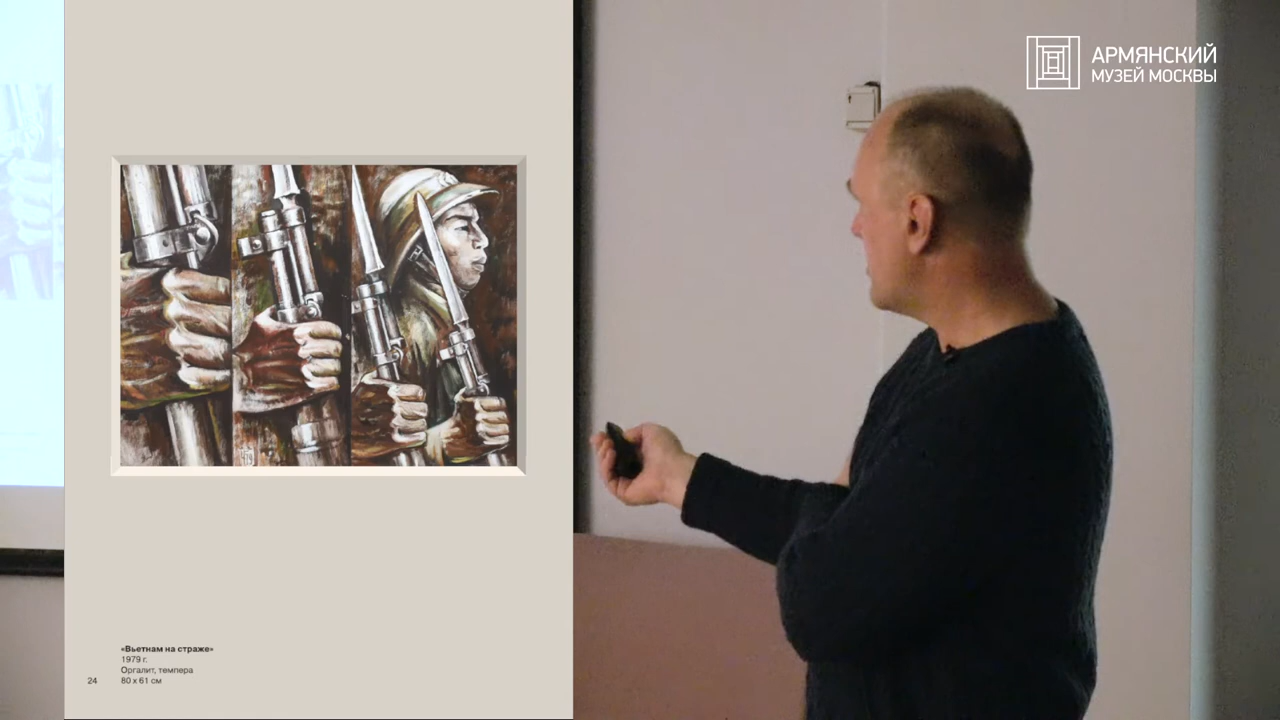 АРМЯНСКИЙ
МУЗЕЙ МОСКВЫ
«Вьетнам на страже»
1979 г.
Оргалит, темпера
24 80 x 61 см